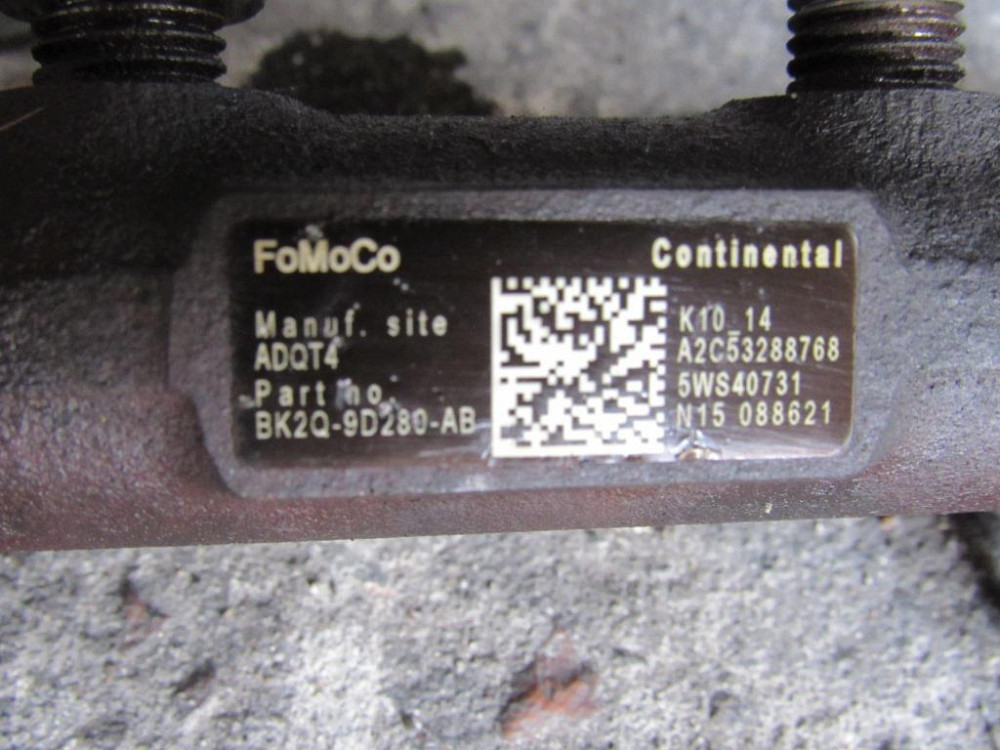 FoMoCo
Continental
Manuf. site
ADQT4
Part no.
BK2Q-9D280-AB
K10_14
A2C53288768
5WS40731
N15 088621